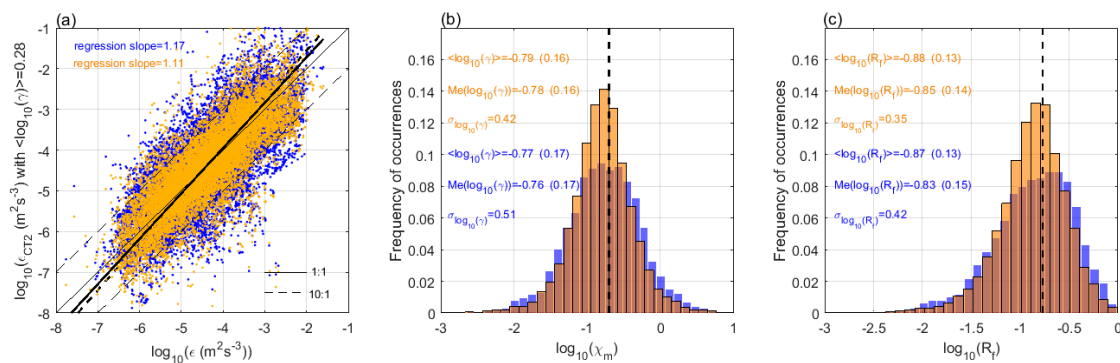 (a)
regression slope=1.17
regression slope=1.11
1:1
10:1
-1
-2
-3
-4
-5
-6
-7
-8
-8 -7 -6 -5 -4 -3 -2 -1
log10(ϵ (m2s-3))
log10(ϵCT2 (m2s-3) with <log10(γ)>=0.28
(b)
<log10(γ)>=-0.79 (0.16)
Me(log10(γ))=-0.78 (0.16)
σlog10(γ)=0.42
<log10(γ)>=-0.77 (0.17)
Me(log10(γ))=-0.76 (0.17)
σlog10(γ)=0.51
0.16
0.14
0.12
0.1
0.08
0.06
0.04
0.02
0
-3 -2 -1 0 1
log10(χm)
Frequency of occurrences
(c)
<log10(Rf)>=-0.88 (0.13)
Me(log10(Rf))=-0.85 (0.14)
σlog10(Rf)=0.35
<log10(Rf)>=-0.87 (0.13)
Me(log10(Rf))=-0.83 (0.15)
σlog10(Rf)=0.42
0.16
0.14
0.12
0.1
0.08
0.06
0.04
0.02
0
-3 -2.5 -2 -1.5 -1 -0.5 0
log10(Rf)
Frequency of occurrences